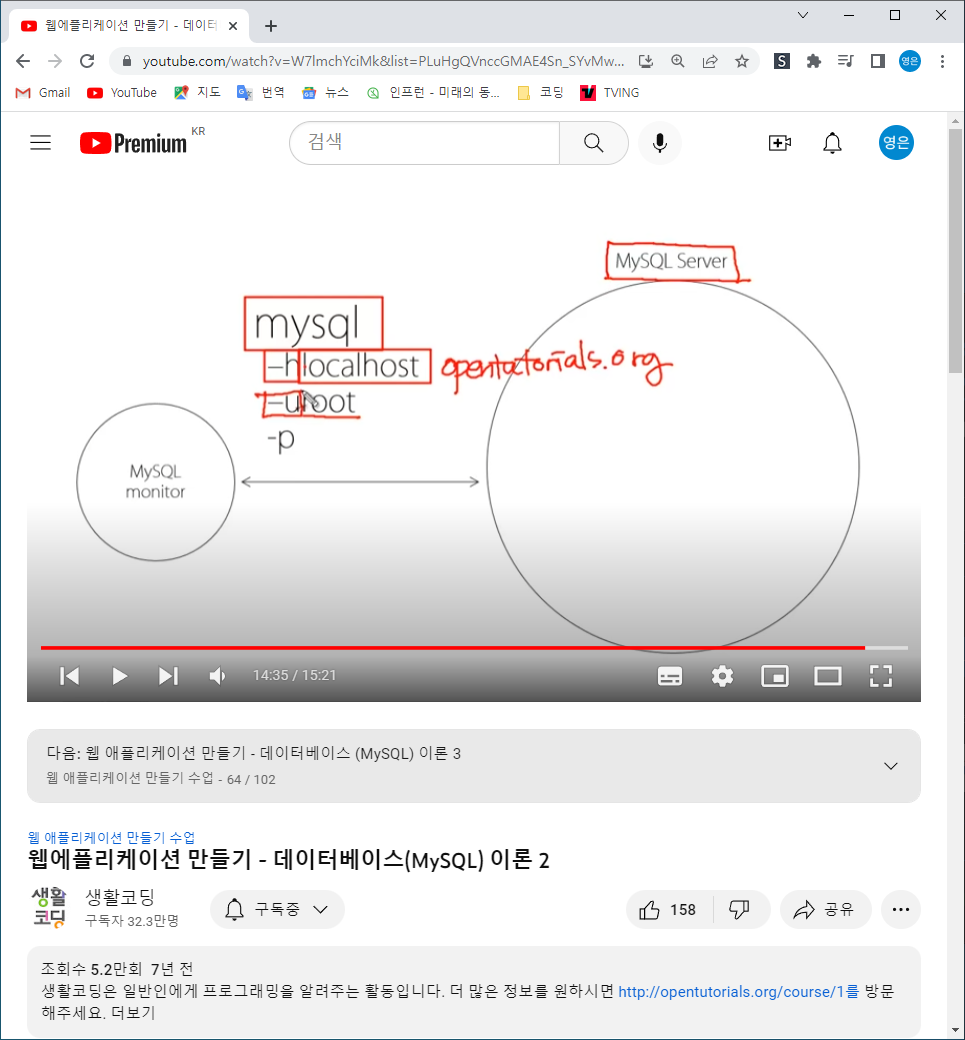 웹에플리케이션 만들기 - 데이터
youtube.com/watch?v=W7lmchYciMk&list=PLuHgQVnccGMAE4Sn_SYvMw...
영은
Gmail YouTube 지도 번역 뉴스 인프런 - 미래의 동... 코딩 TVING
Premium KR
검색
영은
MySQL Server
mysql
–hlocalhost opentutorials.org
–uroot
-p
MySQL
monitor
14:35 / 15:21
다음: 웹 애플리케이션 만들기 - 데이터베이스 (MySQL) 이론 3
웹 애플리케이션 만들기 수업 - 64 / 102
웹 애플리케이션 만들기 수업
웹에플리케이션 만들기 - 데이터베이스(MySQL) 이론 2
생활
코딩
생활코딩
구독자 32.3만명
구독중
158
공유
조회수 5.2만회 7년 전
생활코딩은 일반인에게 프로그래밍을 알려주는 활동입니다. 더 많은 정보를 원하시면 http://opentutorials.org/course/1를 방문
해주세요. 더보기